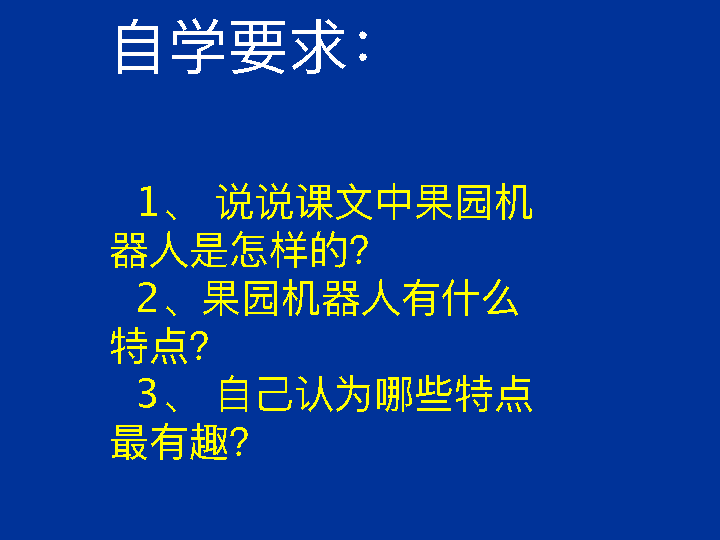 自学要求：
1、 说说课文中果园机
器人是怎样的?
2、果园机器人有什么
特点?
3、 自己认为哪些特点
最有趣?